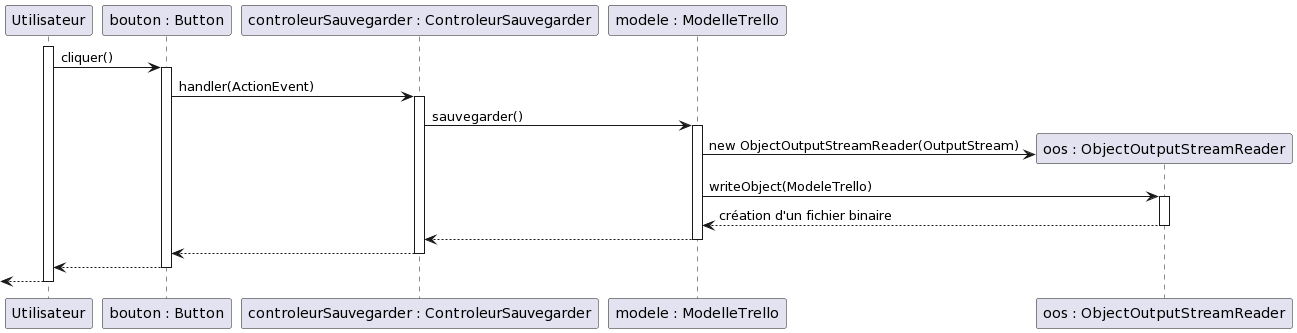 Utilisateur
bouton : Button
controleurSauvegarder : ControleurSauvegarder
modele : ModelleTrello
cliquer()
handler(ActionEvent)
sauvegarder()
new ObjectOutputStreamReader(OutputStream)
oos : ObjectOutputStreamReader
writeObject(ModeleTrello)
création d'un fichier binaire
Utilisateur
bouton : Button
controleurSauvegarder : ControleurSauvegarder
modele : ModelleTrello
oos : ObjectOutputStreamReader